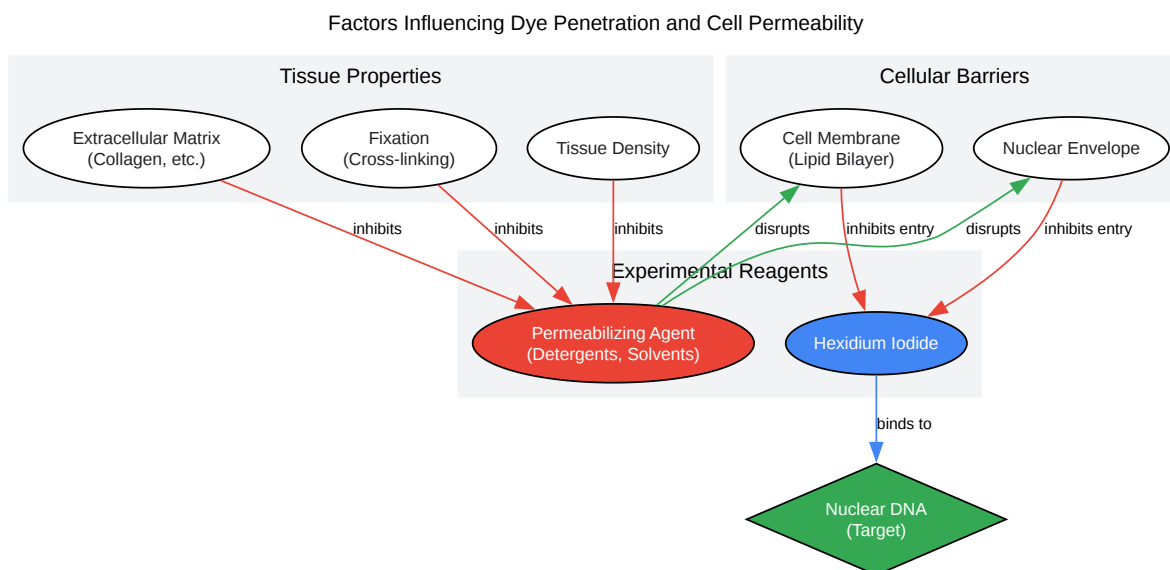 Factors Influencing Dye Penetration and Cell Permeability
Tissue Properties
Cellular Barriers
Extracellular Matrix
(Collagen, etc.)
Fixation
(Cross-linking)
Tissue Density
Cell Membrane
(Lipid Bilayer)
Nuclear Envelope
inhibits
inhibits
inhibits
disrupts
inhibits entry
disrupts
inhibits entry
Experimental Reagents
Permeabilizing Agent
(Detergents, Solvents)
Hexidium Iodide
binds to
Nuclear DNA
(Target)